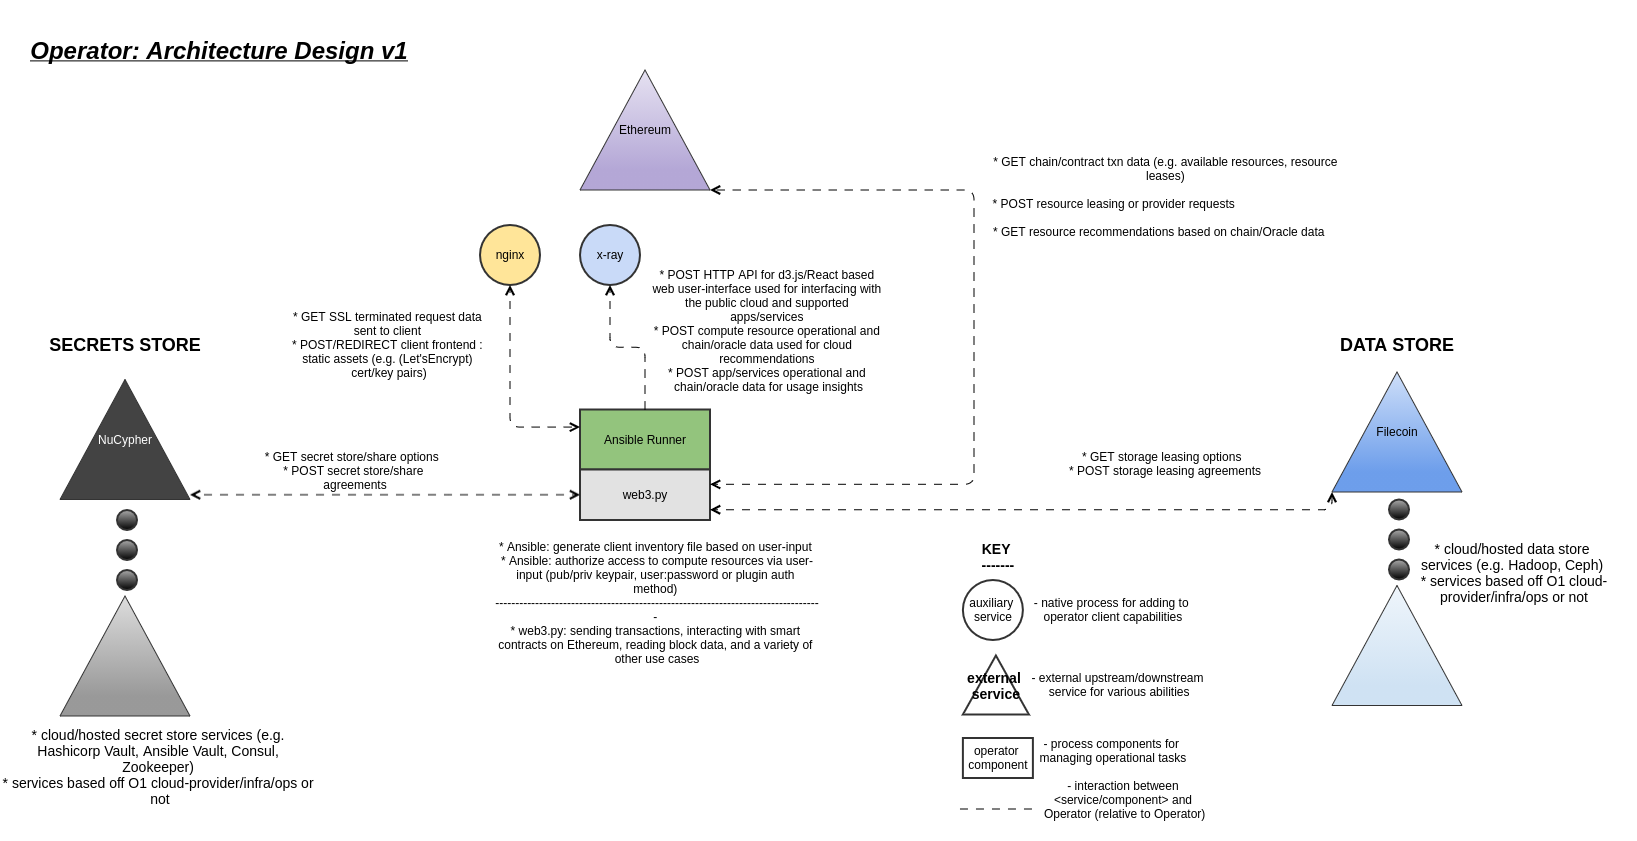 Operator: Architecture Design v1
Ethereum
* GET chain/contract txn data (e.g. available resources, resource
leases)
* POST resource leasing or provider requests
* GET resource recommendations based on chain/Oracle data
nginx
x-ray
* POST HTTP API for d3.js/React based
web user-interface used for interfacing with
the public cloud and supported
apps/services
* POST compute resource operational and
chain/oracle data used for cloud
recommendations
* POST app/services operational and
chain/oracle data for usage insights
* GET SSL terminated request data
sent to client
* POST/REDIRECT client frontend :
static assets (e.g. (Let'sEncrypt)
cert/key pairs)
SECRETS STORE
NuCypher
* GET secret store/share options
* POST secret store/share
agreements
Ansible Runner
web3.py
DATA STORE
Filecoin
* GET storage leasing options
* POST storage leasing agreements
* Ansible: generate client inventory file based on user-input
* Ansible: authorize access to compute resources via user-
input (pub/priv keypair, user:password or plugin auth
method)
---------------------------------------------------------------------------------
-
* web3.py: sending transactions, interacting with smart
contracts on Ethereum, reading block data, and a variety of
other use cases
KEY
-------
auxiliary
service
- native process for adding to
operator client capabilities
external
service
- external upstream/downstream
service for various abilities
operator
component
- process components for
managing operational tasks
- interaction between
<service/component> and
Operator (relative to Operator)
* cloud/hosted data store
services (e.g. Hadoop, Ceph)
* services based off O1 cloud-
provider/infra/ops or not
* cloud/hosted secret store services (e.g.
Hashicorp Vault, Ansible Vault, Consul,
Zookeeper)
* services based off O1 cloud-provider/infra/ops or
not